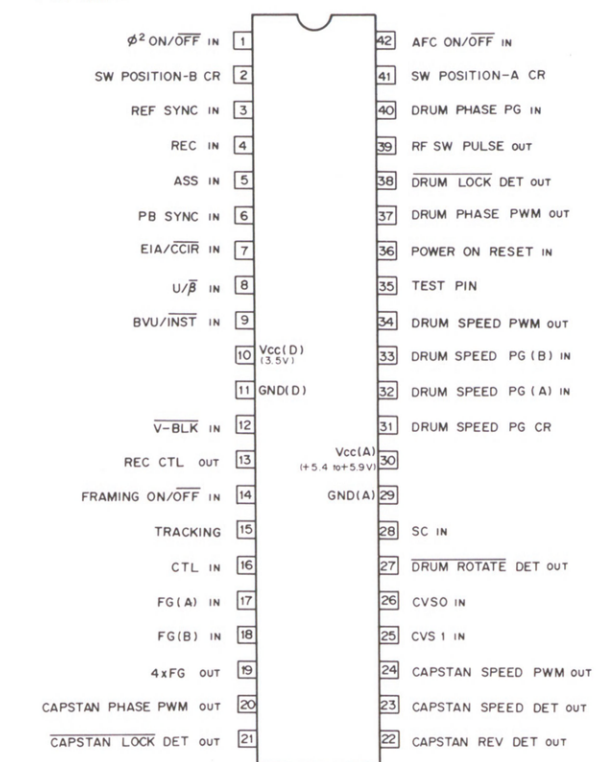 ϕ² ON/OFF IN 1
SW POSITION-B CR 2
REF SYNC IN 3
REC IN 4
ASS IN 5
PB SYNC IN 6
EIA/CCIR IN 7
U/β IN 8
BVU/INST IN 9
10 Vcc(D)
(3.5V)
11 GND(D)
V-BLK IN 12
REC CTL OUT 13
FRAMING ON/OFF IN 14
TRACKING 15
CTL IN 16
FG(A) IN 17
FG(B) IN 18
4xFG OUT 19
CAPSTAN PHASE PWM OUT 20
CAPSTAN LOCK DET OUT 21
42 AFC ON/OFF IN
41 SW POSITION-A CR
40 DRUM PHASE PG IN
39 RF SW PULSE OUT
38 DRUM LOCK DET OUT
37 DRUM PHASE PWM OUT
36 POWER ON RESET IN
35 TEST PIN
34 DRUM SPEED PWM OUT
33 DRUM SPEED PG (B) IN
32 DRUM SPEED PG (A) IN
31 DRUM SPEED PG CR
Vcc(A) 30
(+5.4 to+5.9V)
GND(A) 29
28 SC IN
27 DRUM ROTATE DET OUT
26 CVSO IN
25 CVS 1 IN
24 CAPSTAN SPEED PWM OUT
23 CAPSTAN SPEED DET OUT
22 CAPSTAN REV DET OUT